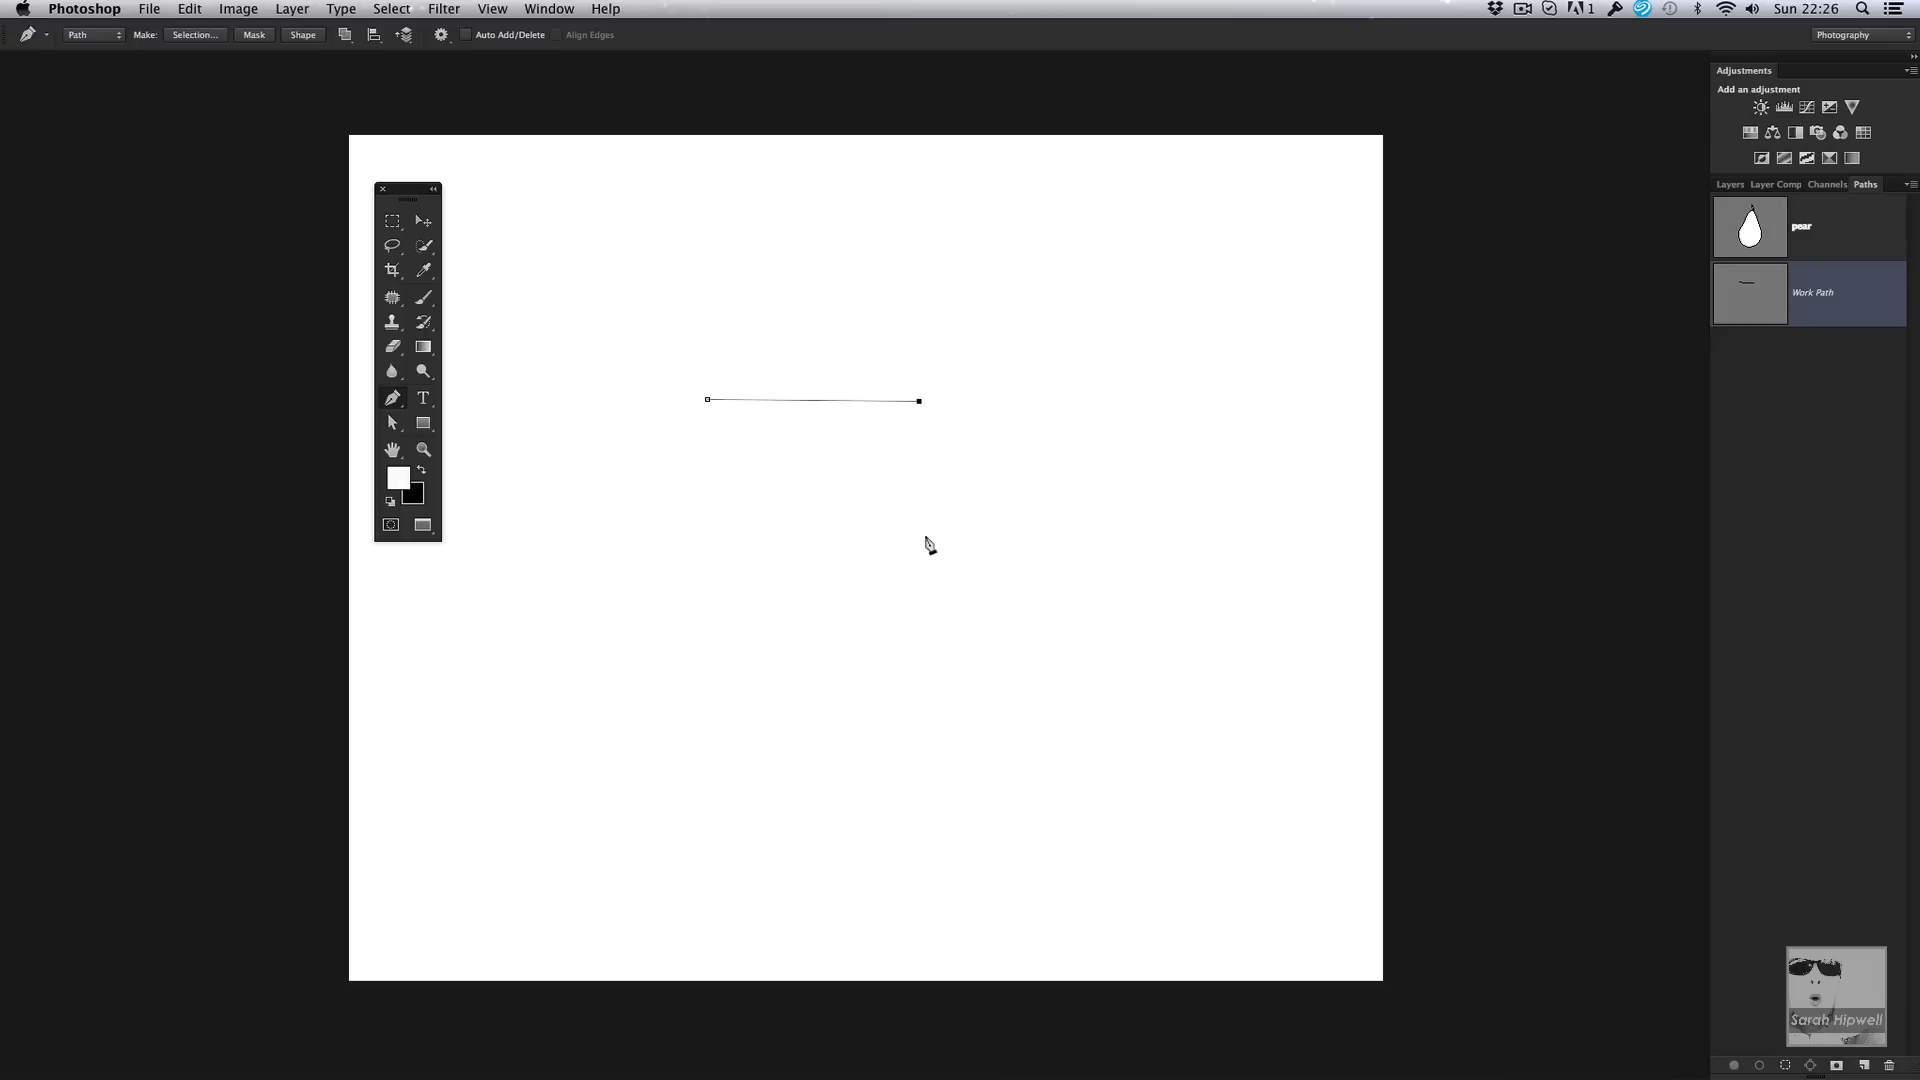 Photoshop File Edit Image Layer Type Select Filter View Window Help 1 Sun 22:26
Path Make: Selection... Mask Shape Auto Add/Delete Align Edges Photography
Adjustments
Add an adjustment
Layers Layer Comp Channels Paths
pear
Work Path
T
Sarah Hipwell